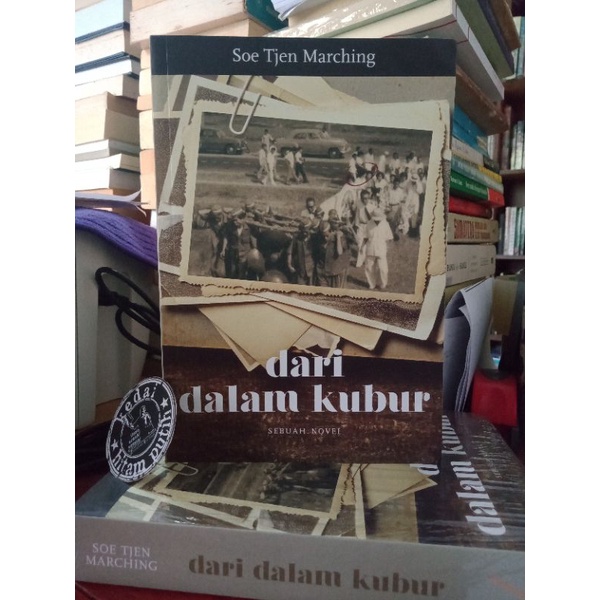 Soe Tjen Marching
dari
dalam kubur
SEBUAH NOVEL
kedai
hitam putih
dalam kubur
SOE TJEN
MARCHING
dari dalam kubur